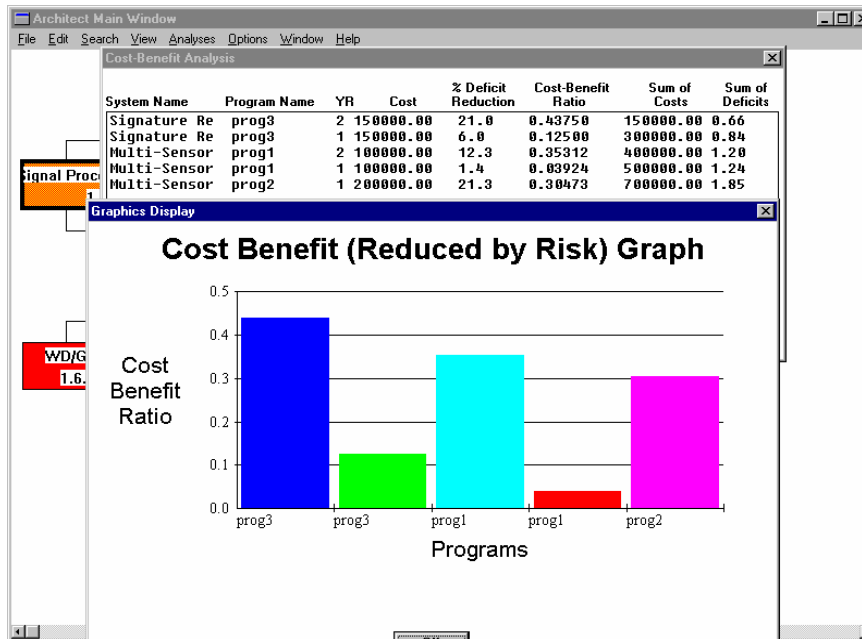 Architect Main Window
File Edit Search View Analyses Options Window Help
Cost-Benefit Analysis
% Deficit Cost-Benefit Sum of Sum of
System Name Program Name YR Cost Reduction Ratio Costs Deficits
Signature Re prog3 2 150000.00 21.0 0.43750 150000.00 0.66
Signature Re prog3 1 150000.00 6.0 0.12500 300000.00 0.84
Multi-Sensor prog1 2 100000.00 12.3 0.35312 400000.00 1.20
Multi-Sensor prog1 1 100000.00 1.4 0.03924 500000.00 1.24
Multi-Sensor prog2 1 200000.00 21.3 0.30473 700000.00 1.85
ignal Proc
1
WD/G
1.6.
Graphics Display
Cost Benefit (Reduced by Risk) Graph
0.5
0.4
0.3
0.2
0.1
0.0
Cost
Benefit
Ratio
prog3 prog3 prog1 prog1 prog2
Programs